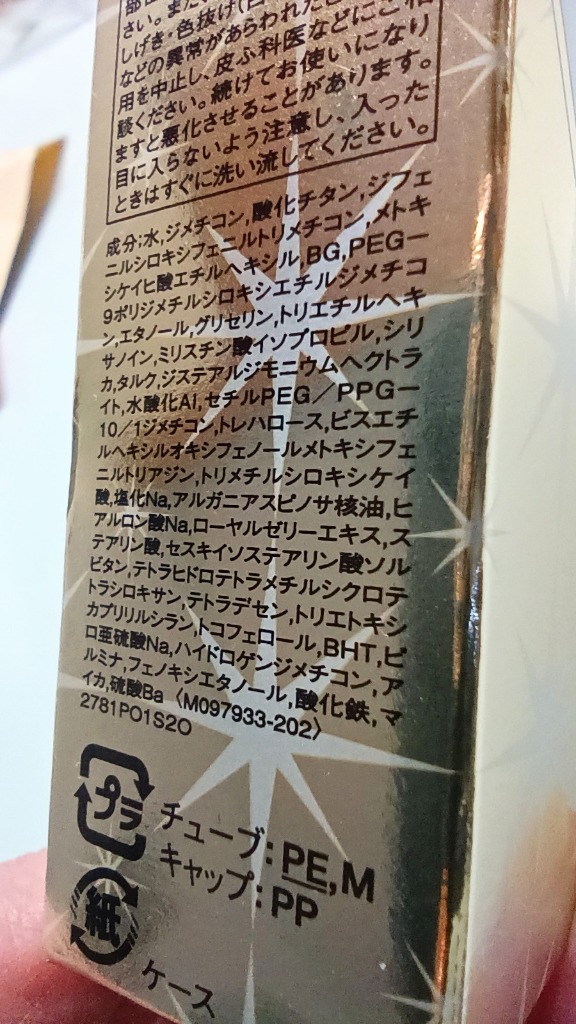 さい。また、
しげき、色抜け(白
などの異常があらわれた
用を中止し、皮ふ科医などにご相
談ください。続けてお使いになり
ますと悪化させることがあります。
目に入らないよう注意し、入った
ときはすぐに洗い流してください。
成分;水,ジメチコン,酸化チタン,ジフェ
ニルシロキシフェニルトリメチコン,メトキ
シケイヒ酸エチルヘキシル,BG,PEG-
9ポリジメチルシロキシエチルジメチコ
ン,エタノール,グリセリン,トリエチルヘキ
サノイン,ミリスチン酸イソプロピル,シリ
カ,タルク,ジステアルジモニウムヘクトラ
イト,水酸化Al,セチルPEG/PPG-
10/1ジメチコン,トレハロース,ビスエチ
ルヘキシルオキシフェノールメトキシフェ
ニルトリアジン,トリメチルシロキシケイ
酸,塩化Na,アルガニアスピノサ核油,ヒ
アルロン酸Na,ローヤルゼリーエキス,ス
テアリン酸,セスキイソステアリン酸ソル
ビタン,テトラヒドロテトラメチルシクロテ
トラシロキサン,テトラデセン,トリエトキシ
カプリリルシラン,トコフェロール,BHT,ピ
ロ亜硫酸Na,ハイドロゲンジメチコン,ア
ルミナ,フェノキシエタノール,酸化鉄,マ
イカ,硫酸Ba〈M097933-202〉
2781PO1S2O
プラ
チューブ:PE,M
キャップ:PP
紙
ケース